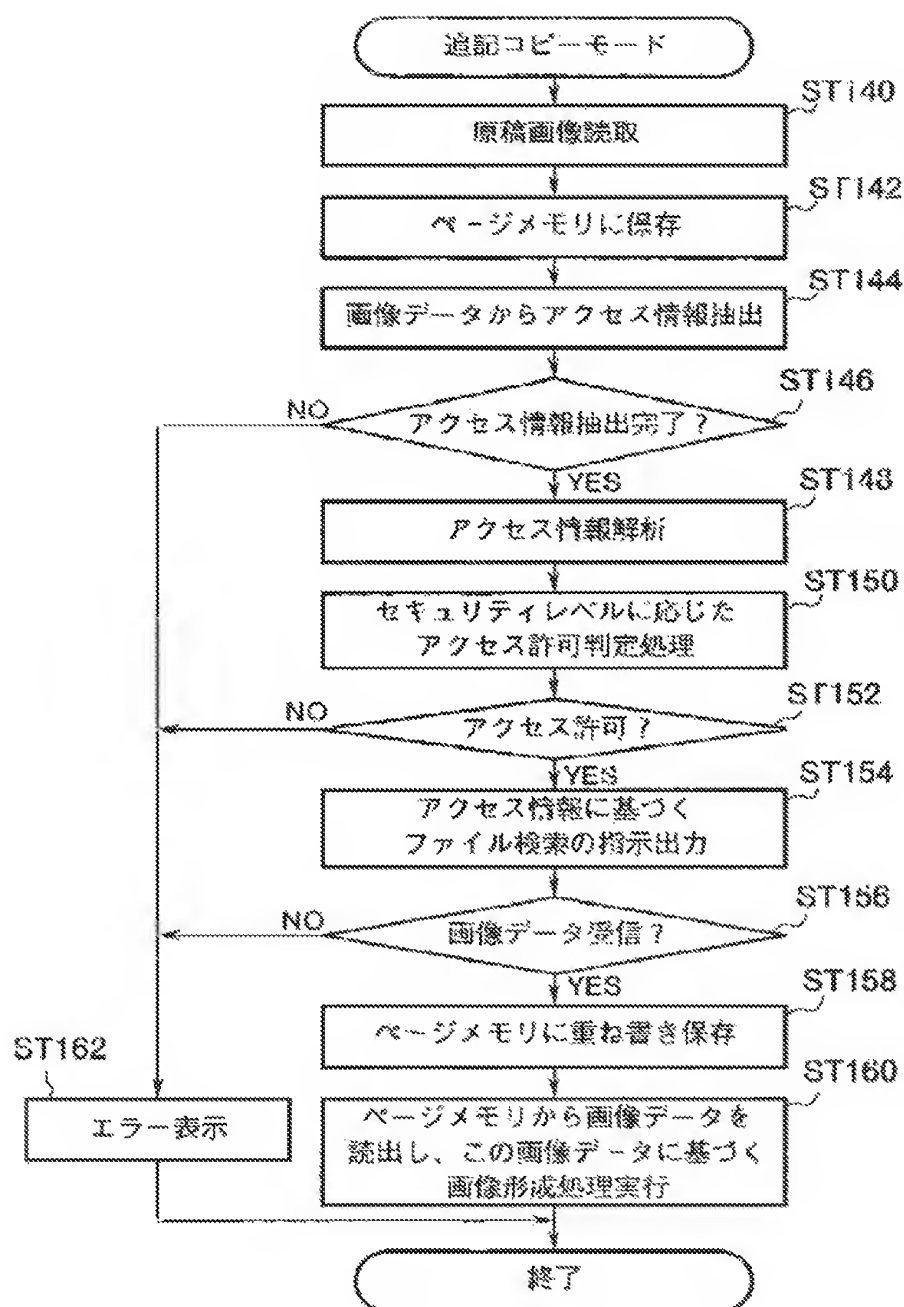 追記コピーモード
ST140
原稿画像読取
ST142
ページメモリに保存
ST144
画像データからアクセス情報抽出
ST146
NO
アクセス情報抽出完了?
YES
ST148
アクセス情報解析
ST150
セキュリティレベルに応じた
アクセス許可判定処理
ST152
NO
アクセス許可?
YES
ST154
アクセス情報に基づく
ファイル検索の指示出力
ST156
NO
画像データ受信?
YES
ST158
ページメモリに重ね書き保存
ST162
ST160
エラー表示
ページメモリから画像データを
読出し、この画像データに基づく
画像形成処理実行
終了